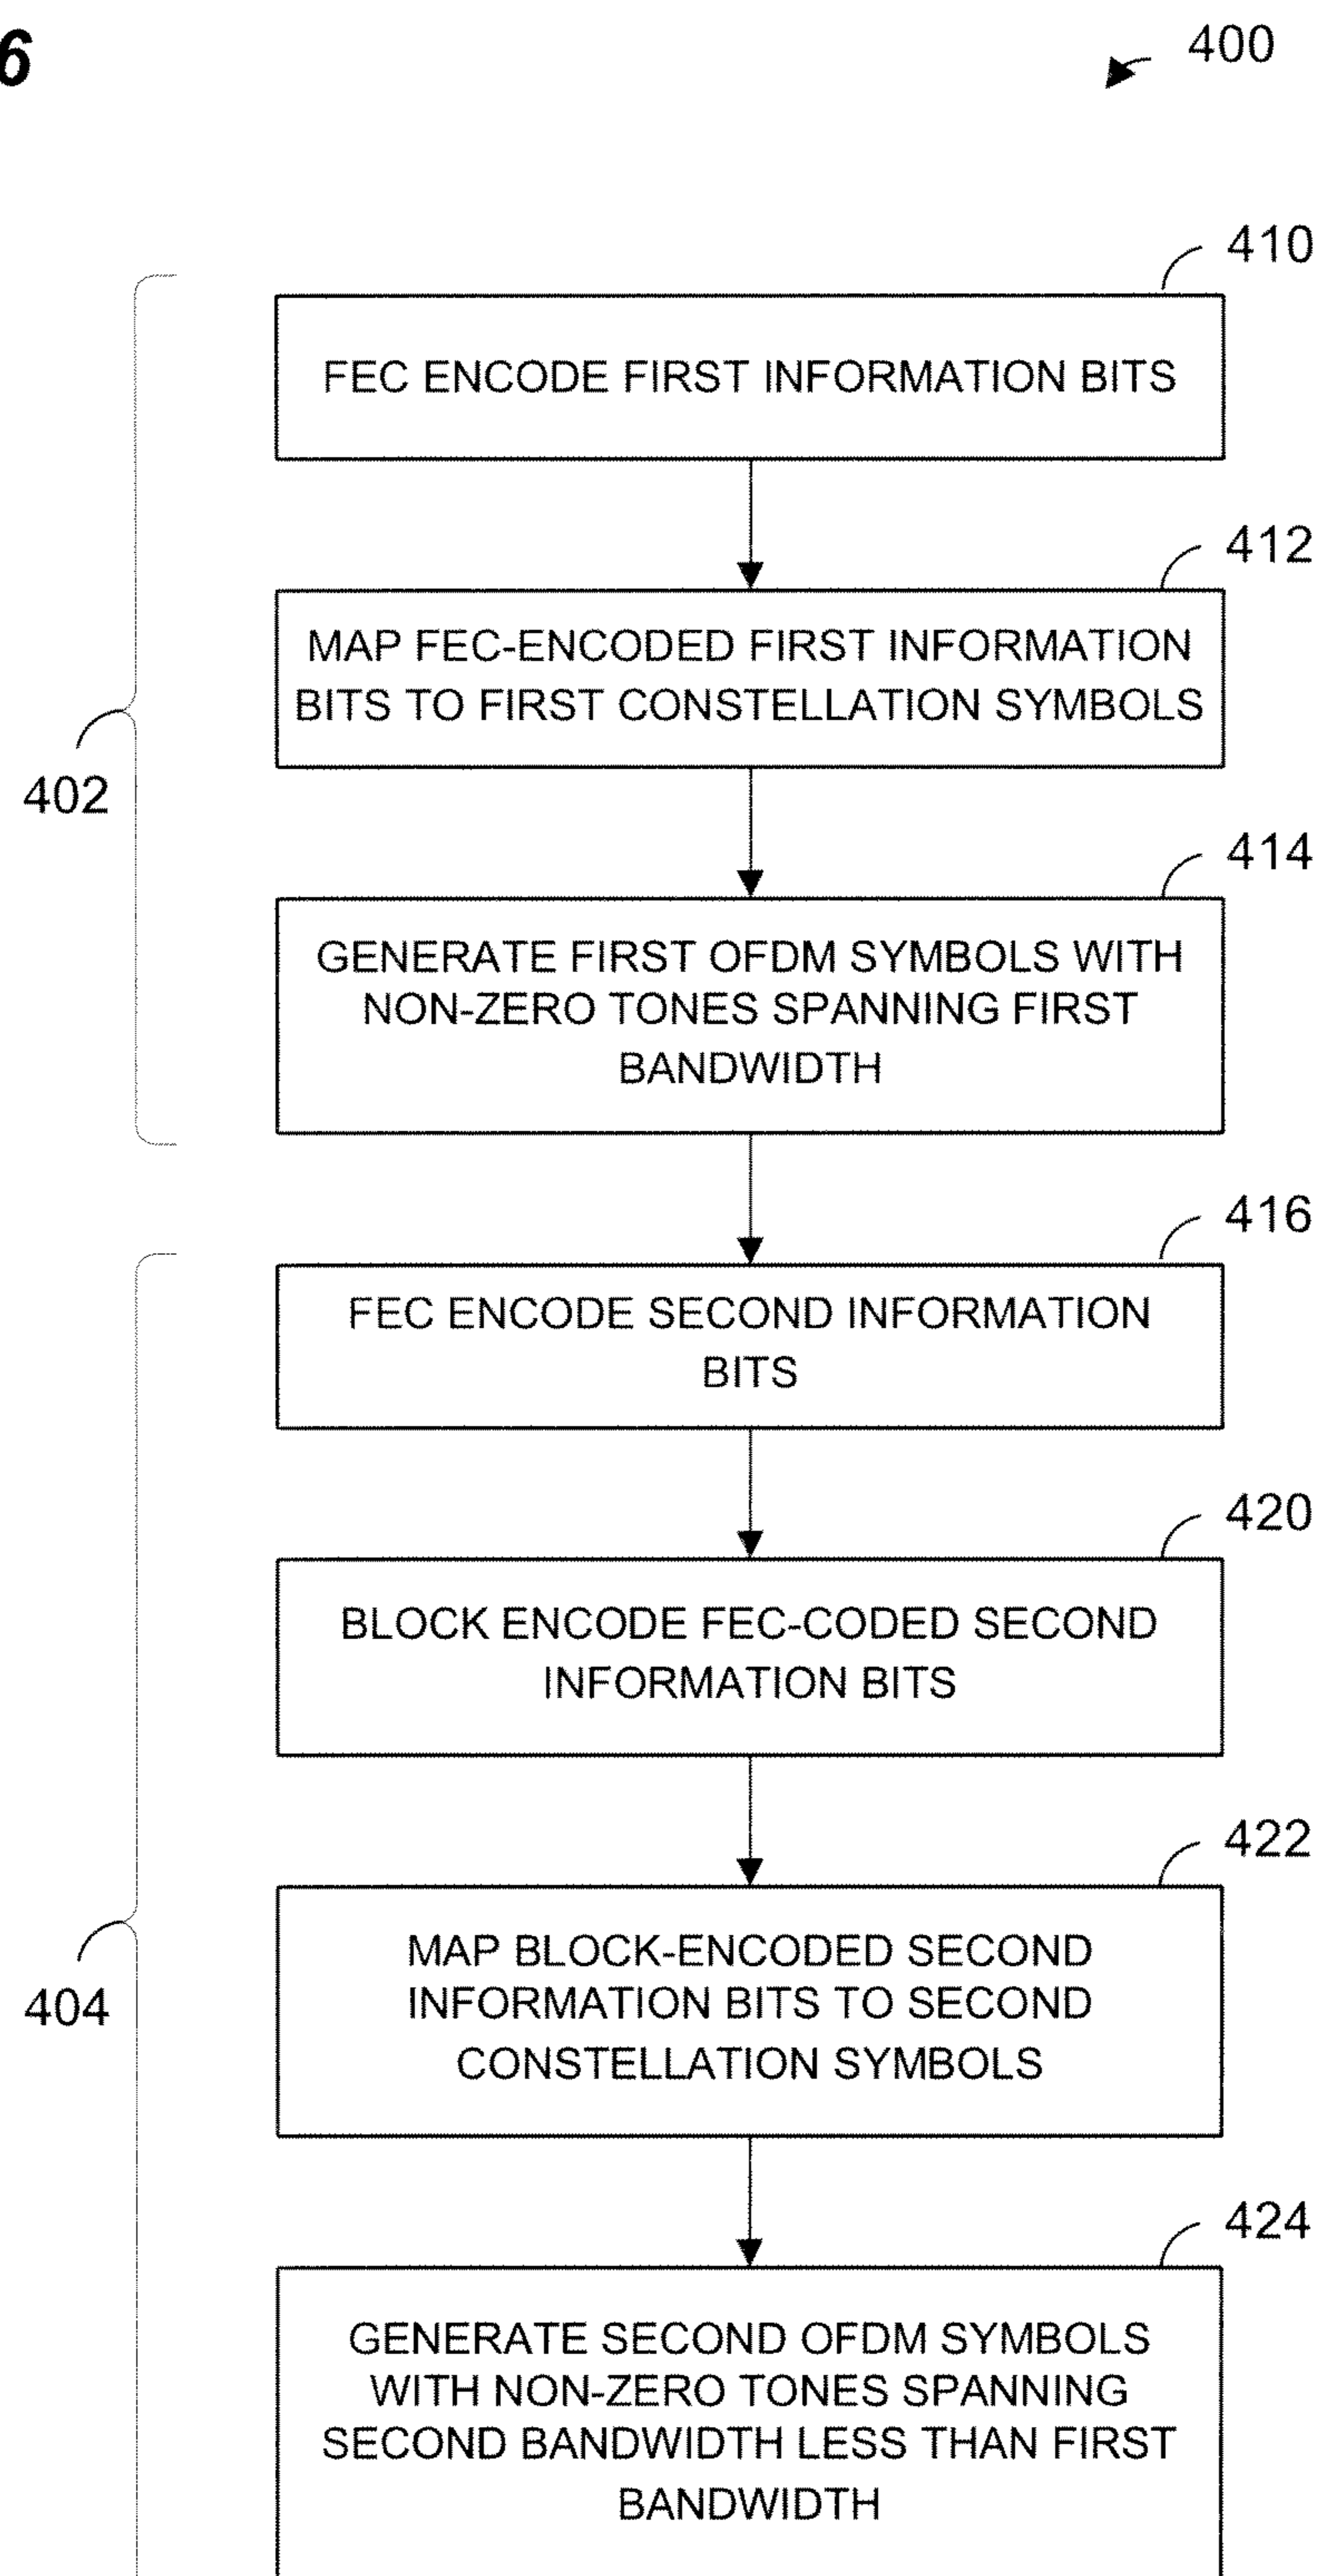 6
400
410
FEC ENCODE FIRST INFORMATION BITS
412
MAP FEC-ENCODED FIRST INFORMATION
BITS TO FIRST CONSTELLATION SYMBOLS
402
414
GENERATE FIRST OFDM SYMBOLS WITH
NON-ZERO TONES SPANNING FIRST
BANDWIDTH
416
FEC ENCODE SECOND INFORMATION
BITS
420
BLOCK ENCODE FEC-CODED SECOND
INFORMATION BITS
422
MAP BLOCK-ENCODED SECOND
INFORMATION BITS TO SECOND
CONSTELLATION SYMBOLS
404
424
GENERATE SECOND OFDM SYMBOLS
WITH NON-ZERO TONES SPANNING
SECOND BANDWIDTH LESS THAN FIRST
BANDWIDTH